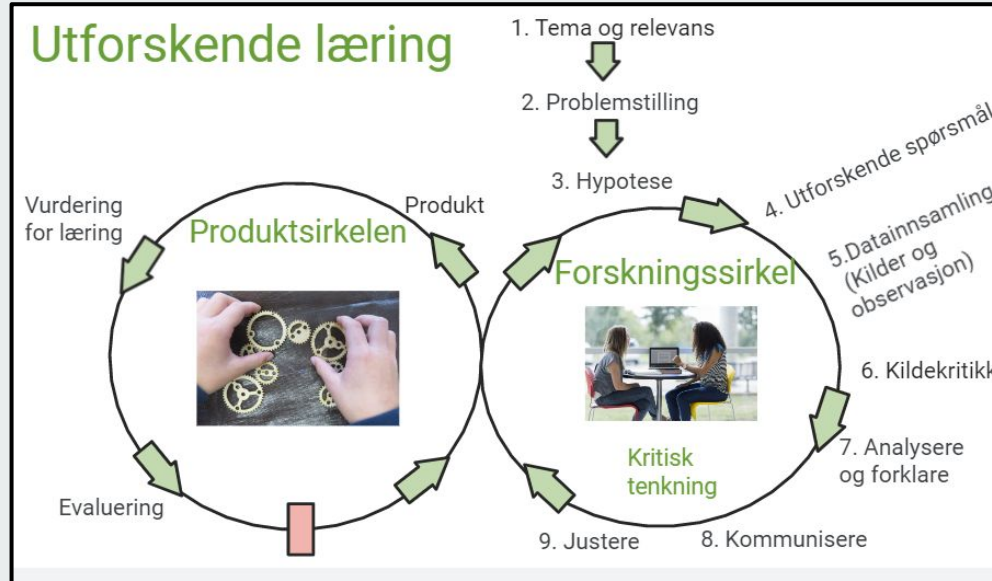 Utforskende læring
1. Tema og relevans
2. Problemstilling
3. Hypotese
4. Utforskende spørsmål
5.Datainnsamling
(Kilder og
observasjon)
6. Kildekritikk
7. Analysere
og forklare
8. Kommunisere
9. Justere
Forskningssirkel
Kritisk
tenkning
Produktsirkelen
Produkt
Vurdering
for læring
Evaluering